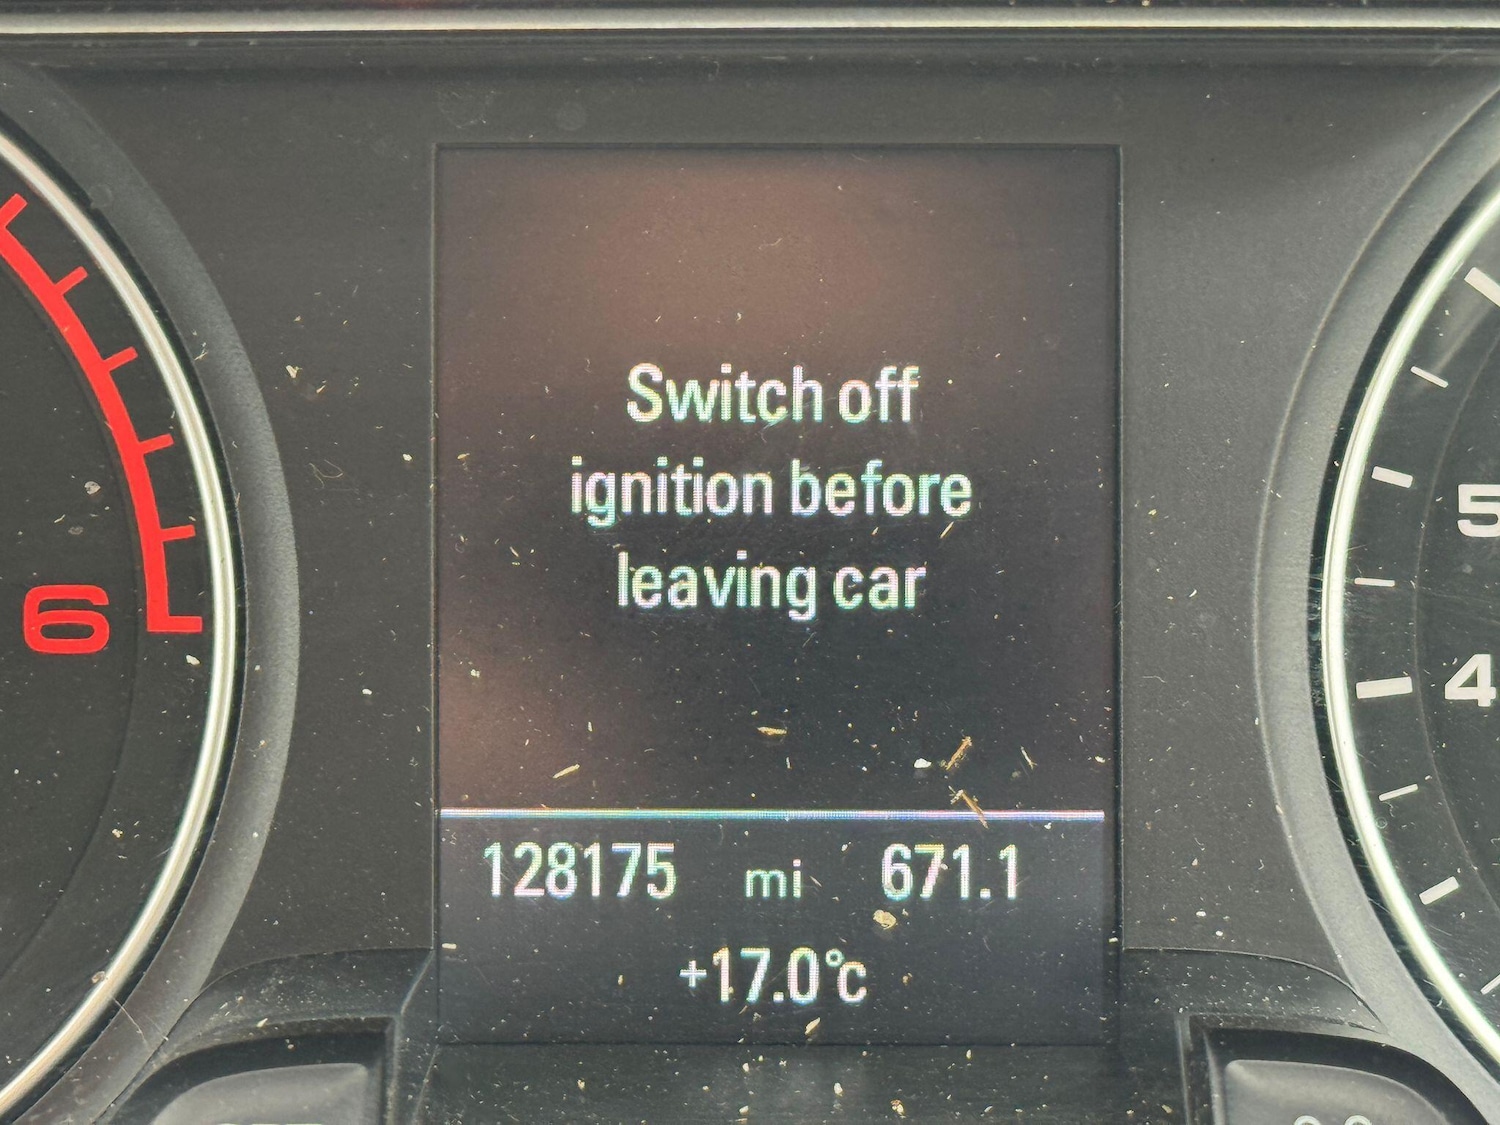 Switch off
ignition before
leaving car
6
5
4
128175 mi 671.1
+17.0°c